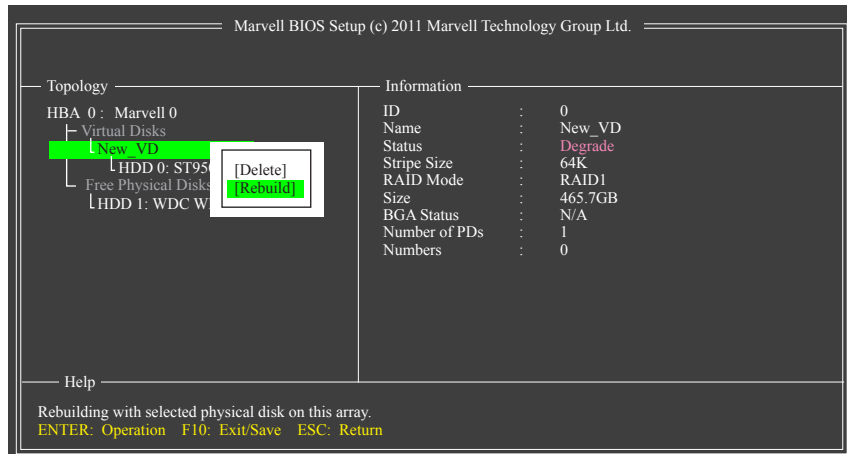 Marvell BIOS Setup (c) 2011 Marvell Technology Group Ltd.
Topology
HBA 0 : Marvell 0
Virtual Disks
New_VD
HDD 0: ST95
Free Physical Disks
HDD 1: WDC W
[Delete]
[Rebuild]
Information
ID : 0
Name : New_VD
Status : Degrade
Stripe Size : 64K
RAID Mode : RAID1
Size : 465.7GB
BGA Status : N/A
Number of PDs : 1
Numbers : 0
Help
Rebuilding with selected physical disk on this array.
ENTER: Operation F10: Exit/Save ESC: Return